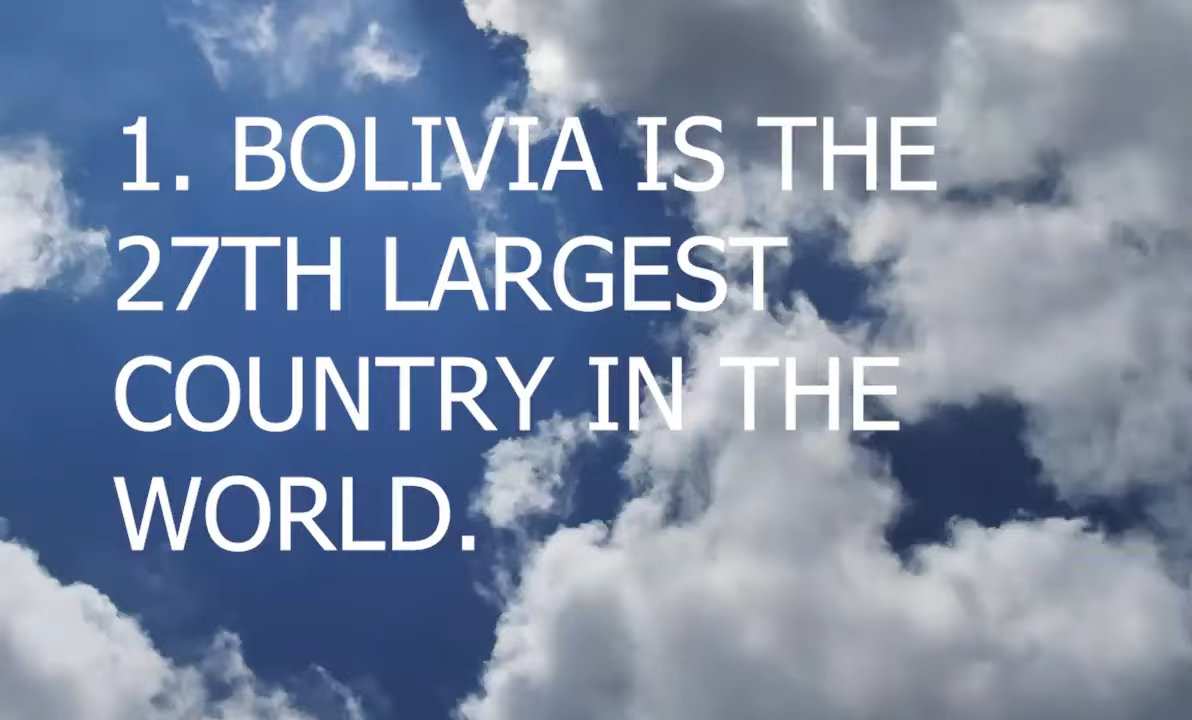 1. BOLIVIA IS THE
27TH LARGEST
COUNTRY IN THE
WORLD.